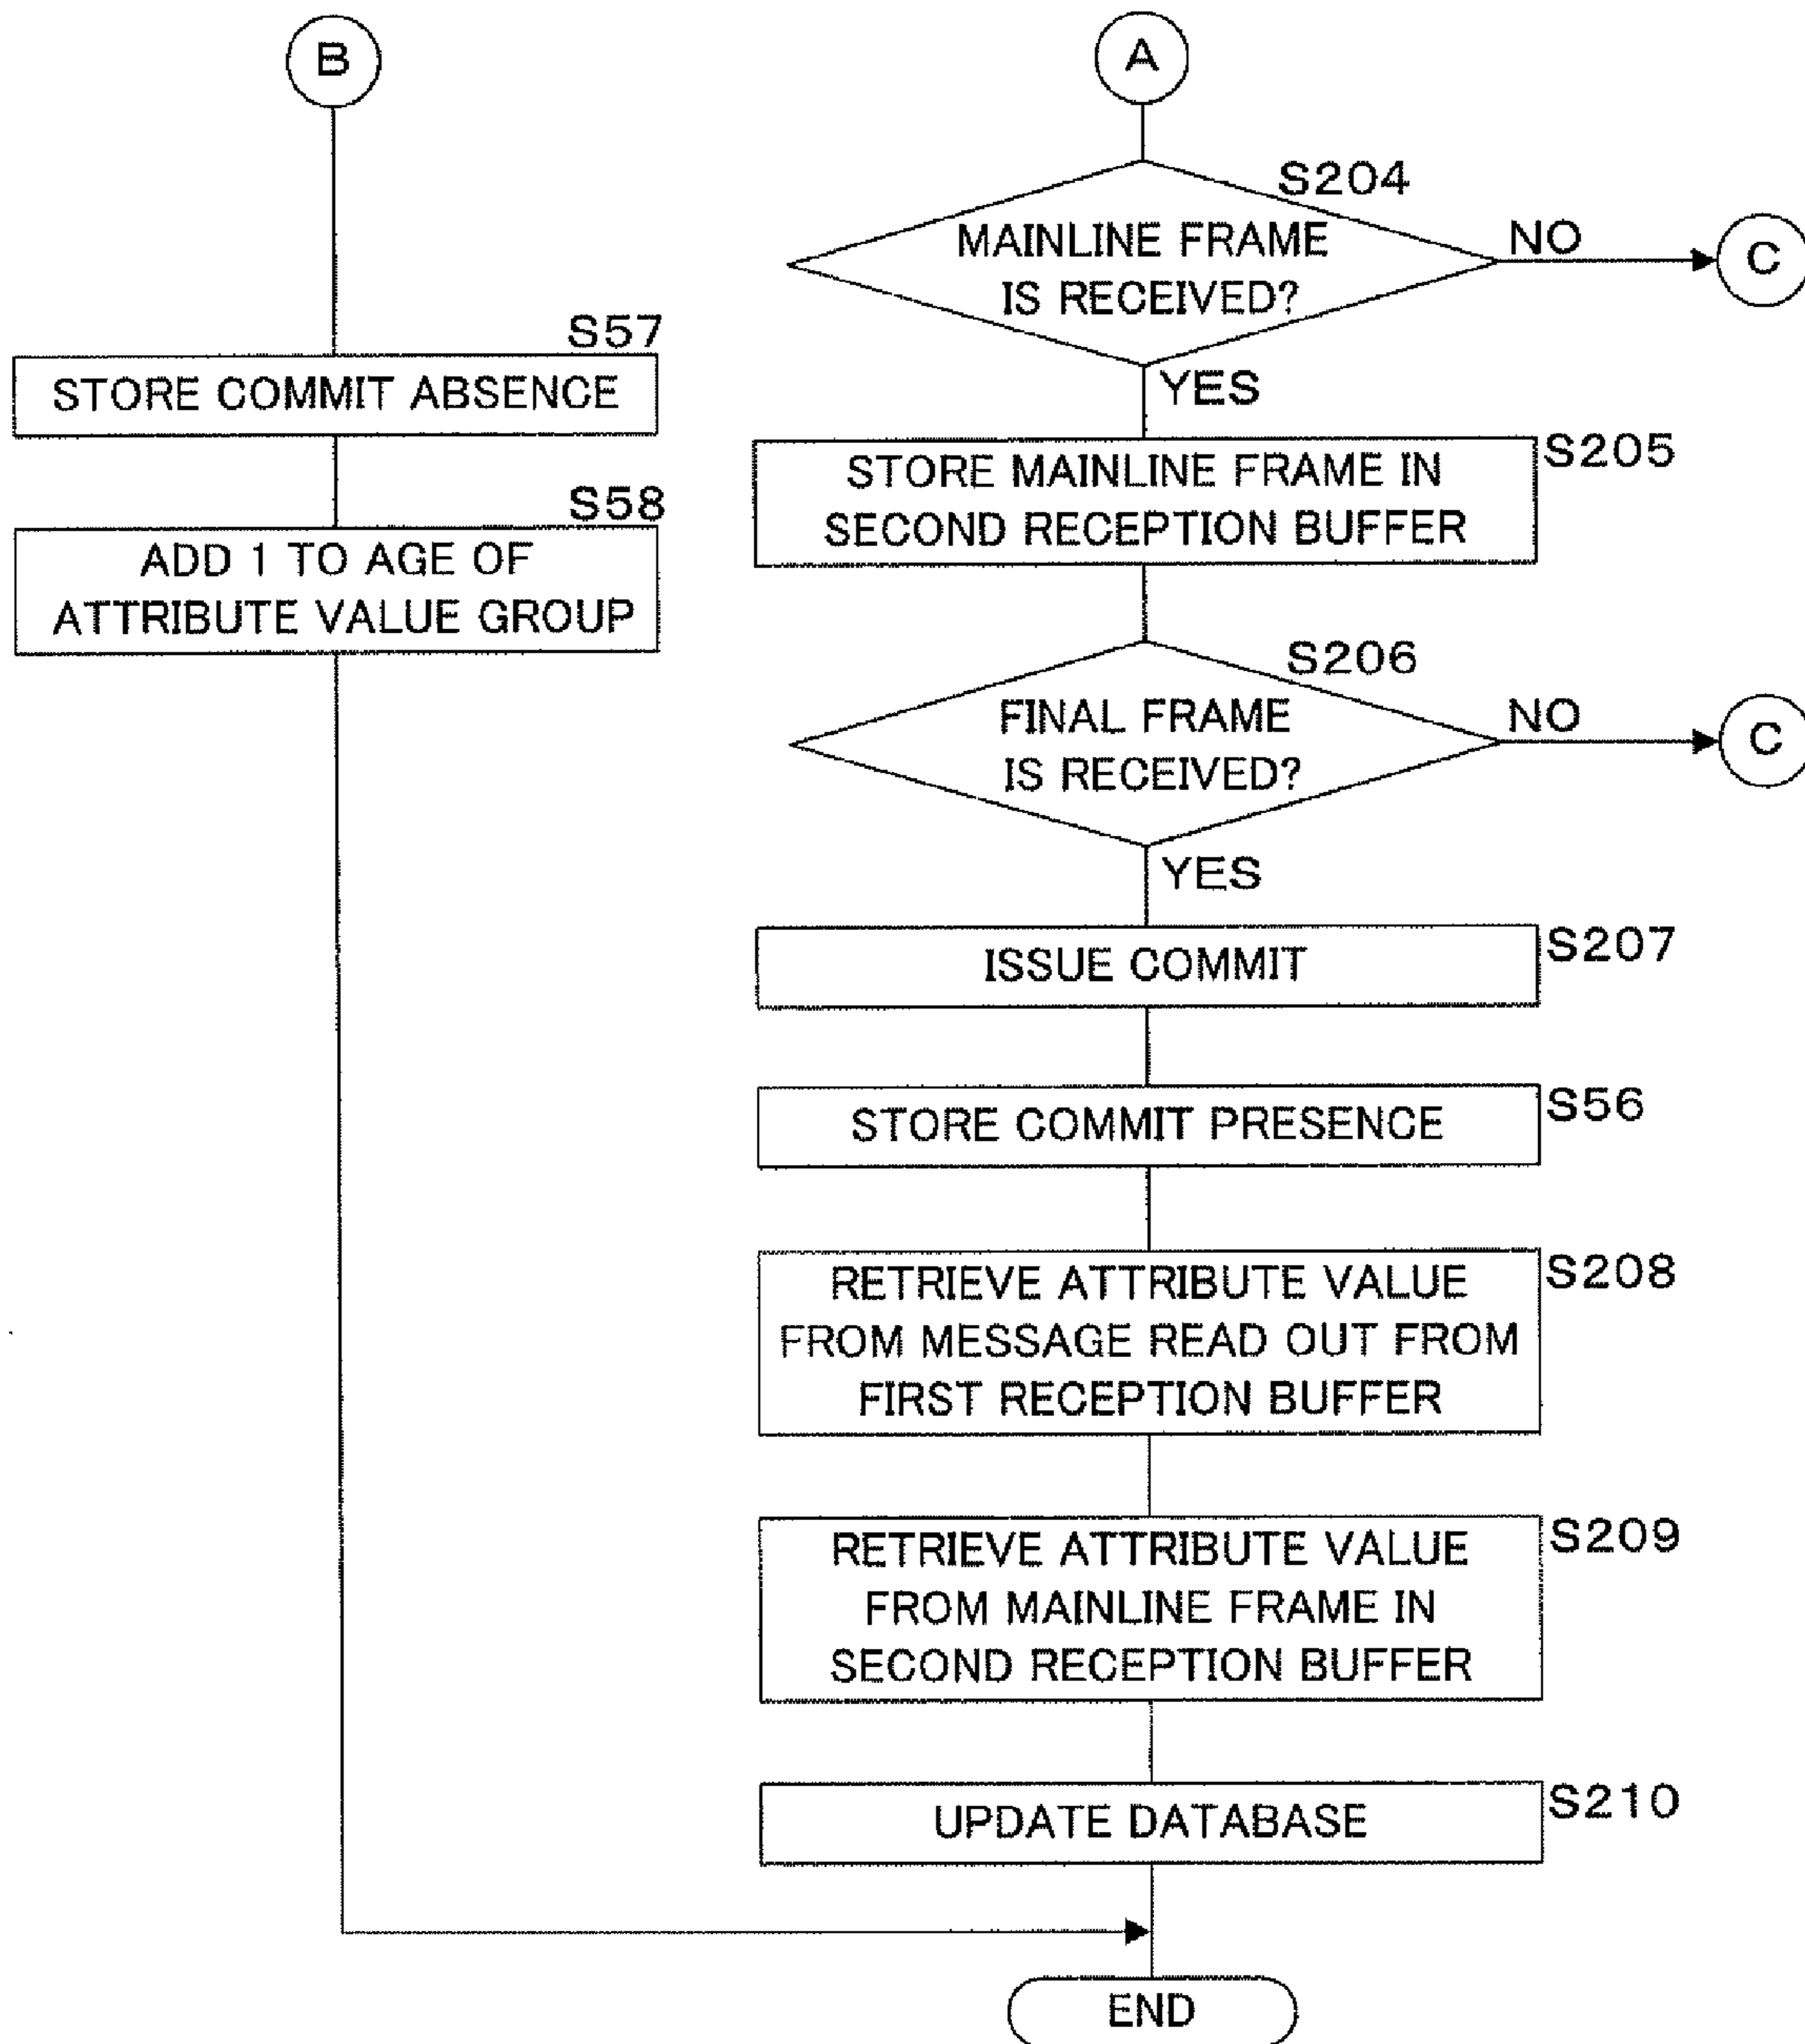 B
A
S204
MAINLINE FRAME
IS RECEIVED?
NO
C
YES
S57
STORE COMMIT ABSENCE
S58
ADD 1 TO AGE OF
ATTRIBUTE VALUE GROUP
S205
STORE MAINLINE FRAME IN
SECOND RECEPTION BUFFER
S206
FINAL FRAME
IS RECEIVED?
NO
C
YES
S207
ISSUE COMMIT
S56
STORE COMMIT PRESENCE
S208
RETRIEVE ATTRIBUTE VALUE
FROM MESSAGE READ OUT FROM
FIRST RECEPTION BUFFER
S209
RETRIEVE ATTRIBUTE VALUE
FROM MAINLINE FRAME IN
SECOND RECEPTION BUFFER
S210
UPDATE DATABASE
END